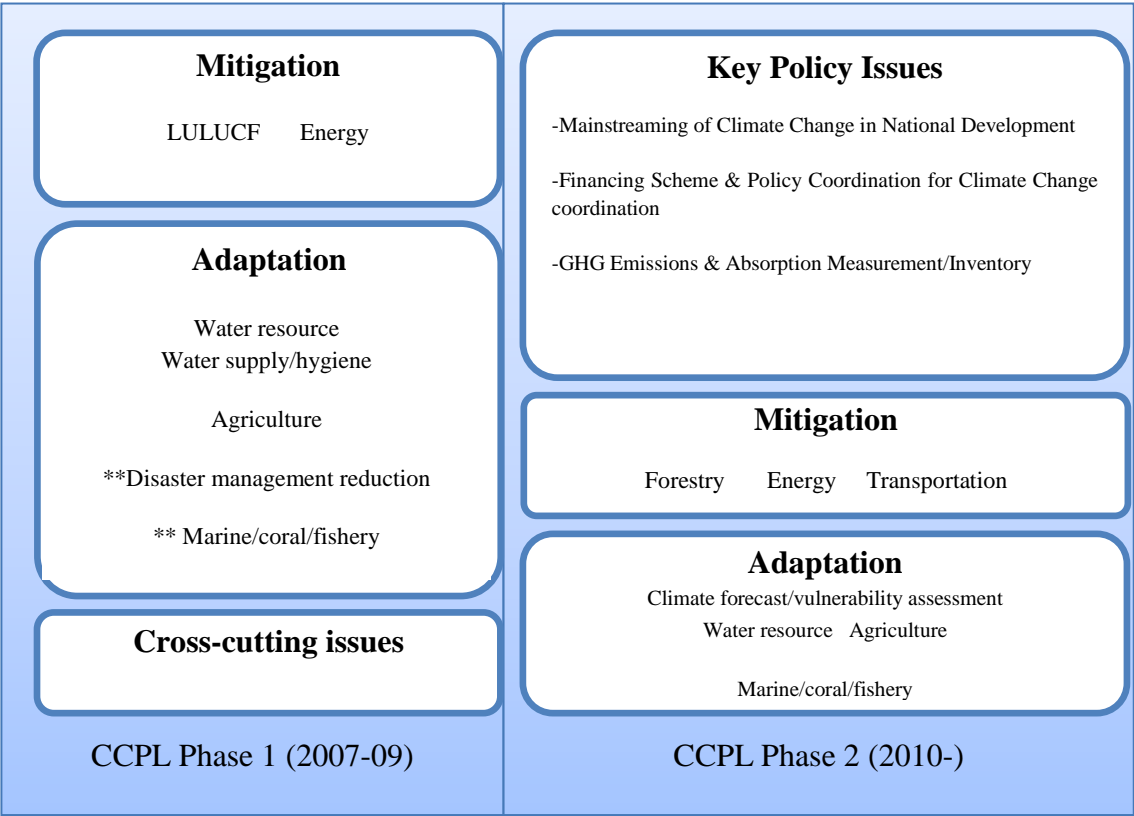 Mitigation
LULUCF Energy
Adaptation
Water resource
Water supply/hygiene
Agriculture
**Disaster management reduction
** Marine/coral/fishery
Cross-cutting issues
CCPL Phase 1 (2007-09)
Key Policy Issues
-Mainstreaming of Climate Change in National Development
-Financing Scheme & Policy Coordination for Climate Change
coordination
-GHG Emissions & Absorption Measurement/Inventory
Mitigation
Forestry Energy Transportation
Adaptation
Climate forecast/vulnerability assessment
Water resource Agriculture
Marine/coral/fishery
CCPL Phase 2 (2010-)